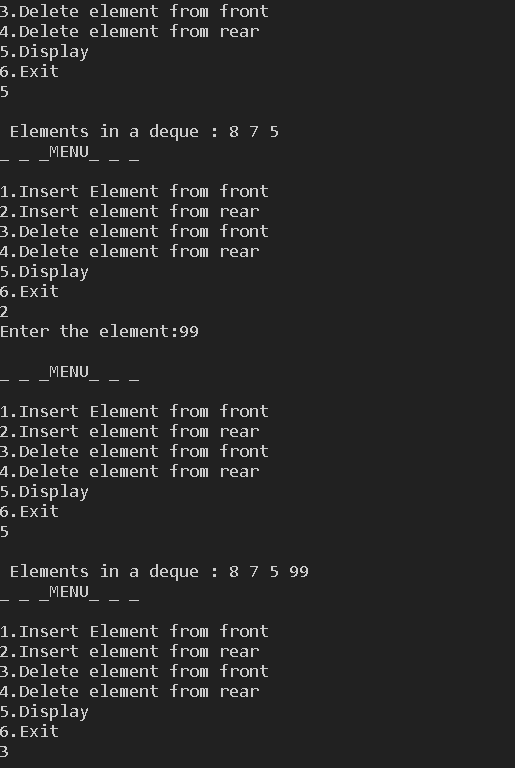 3.Delete element from front
4.Delete element from rear
5.Display
6.Exit
5
Elements in a deque : 8 7 5
_ _ _MENU_ _ _
1.Insert Element from front
2.Insert element from rear
3.Delete element from front
4.Delete element from rear
5.Display
6.Exit
2
Enter the element:99
_ _ _MENU_ _ _
1.Insert Element from front
2.Insert element from rear
3.Delete element from front
4.Delete element from rear
5.Display
6.Exit
5
Elements in a deque : 8 7 5 99
_ _ _MENU_ _ _
1.Insert Element from front
2.Insert element from rear
3.Delete element from front
4.Delete element from rear
5.Display
6.Exit
3